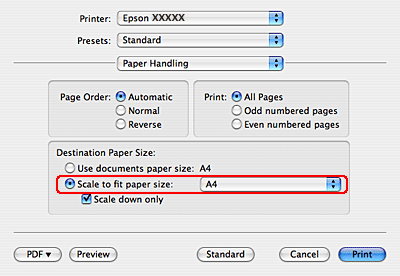 Printer: Epson XXXXX
Presets: Standard
Paper Handling
Page Order: Automatic Print: All Pages
Normal Odd numbered pages
Reverse Even numbered pages
Destination Paper Size:
Use documents paper size: A4
Scale to fit paper size: A4
Scale down only
PDF ▼ Preview Standard Cancel Print